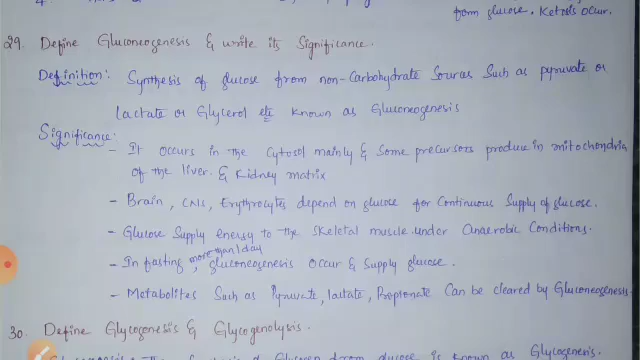 from glucose. Ketosis occur.
29. Define Gluconeogenesis & write its Significance.
Definition: Synthesis of glucose from non-Carbohydrate Sources Such as pyruvate or
Lactate or Glycerol etc known as Gluconeogenesis
Significance:
- It occurs in the Cytosol mainly & Some precursors produce in mitochondria
of the liver & Kidney matrix
- Brain, CNS, Erythrocytes depend on glucose for Continuous Supply of glucose.
- Glucose Supply energy to the Skeletal muscle under Anaerobic Conditions.
- In fasting more than 1 day, gluconeogenesis occur & Supply glucose.
- Metabolites Such as Pyruvate, lactate, Propionate Can be cleared by Gluconeogenesis
30. Define Glycogenesis & Glycogenolysis.
is known as Glycogenesis.